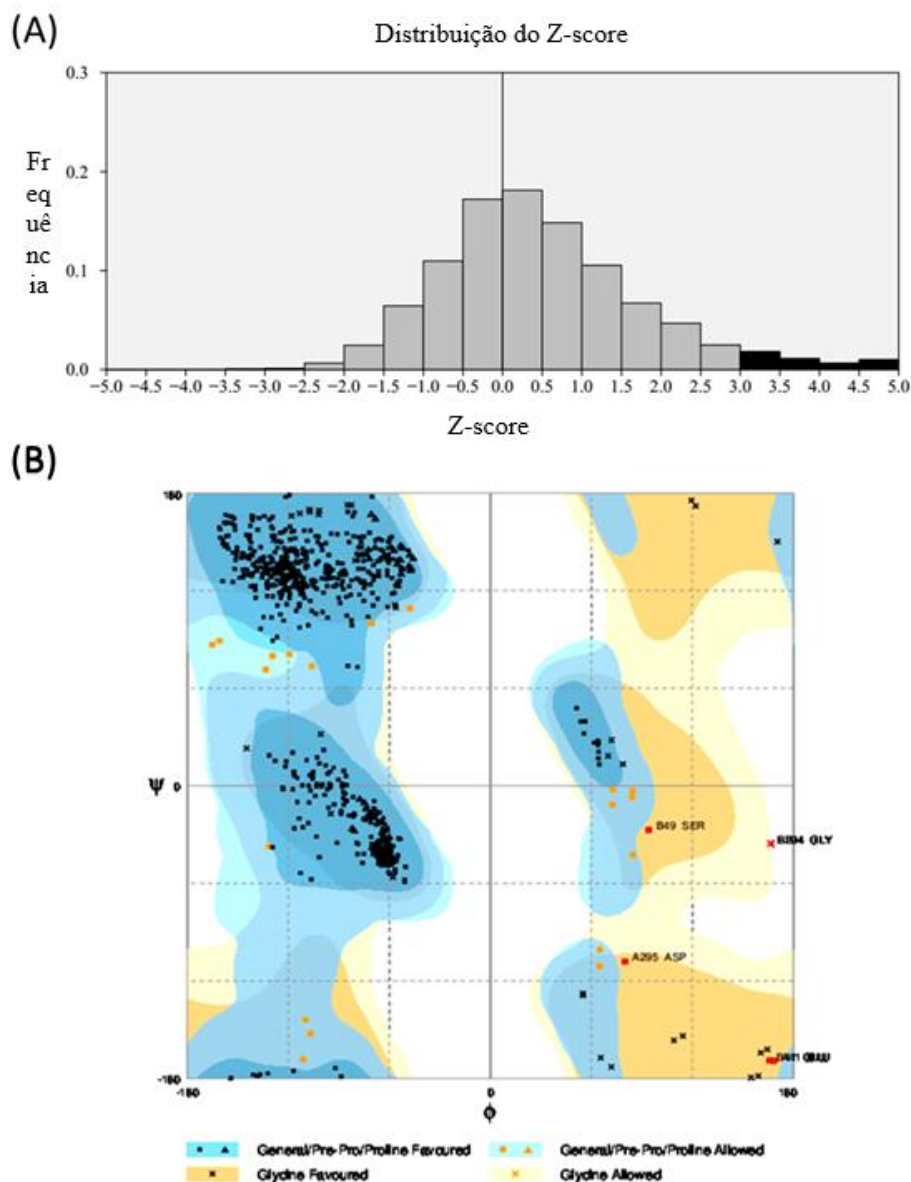 (A)
Distribuição do Z-score
0.3
0.2
0.1
0.0
Fr
eq
uê
nc
ia
−5.0 −4.5 −4.0 −3.5 −3.0 −2.5 −2.0 −1.5 −1.0 −0.5 0.0 0.5 1.0 1.5 2.0 2.5 3.0 3.5 4.0 4.5 5.0
Z-score
(B)
180
ψ 0
B49 SER
B294 GLY
A295 ASP
-180
-180 0 180
ϕ
General/Pre-Pro/Proline Favoured General/Pre-Pro/Proline Allowed
Glycine Favoured Glycine Allowed